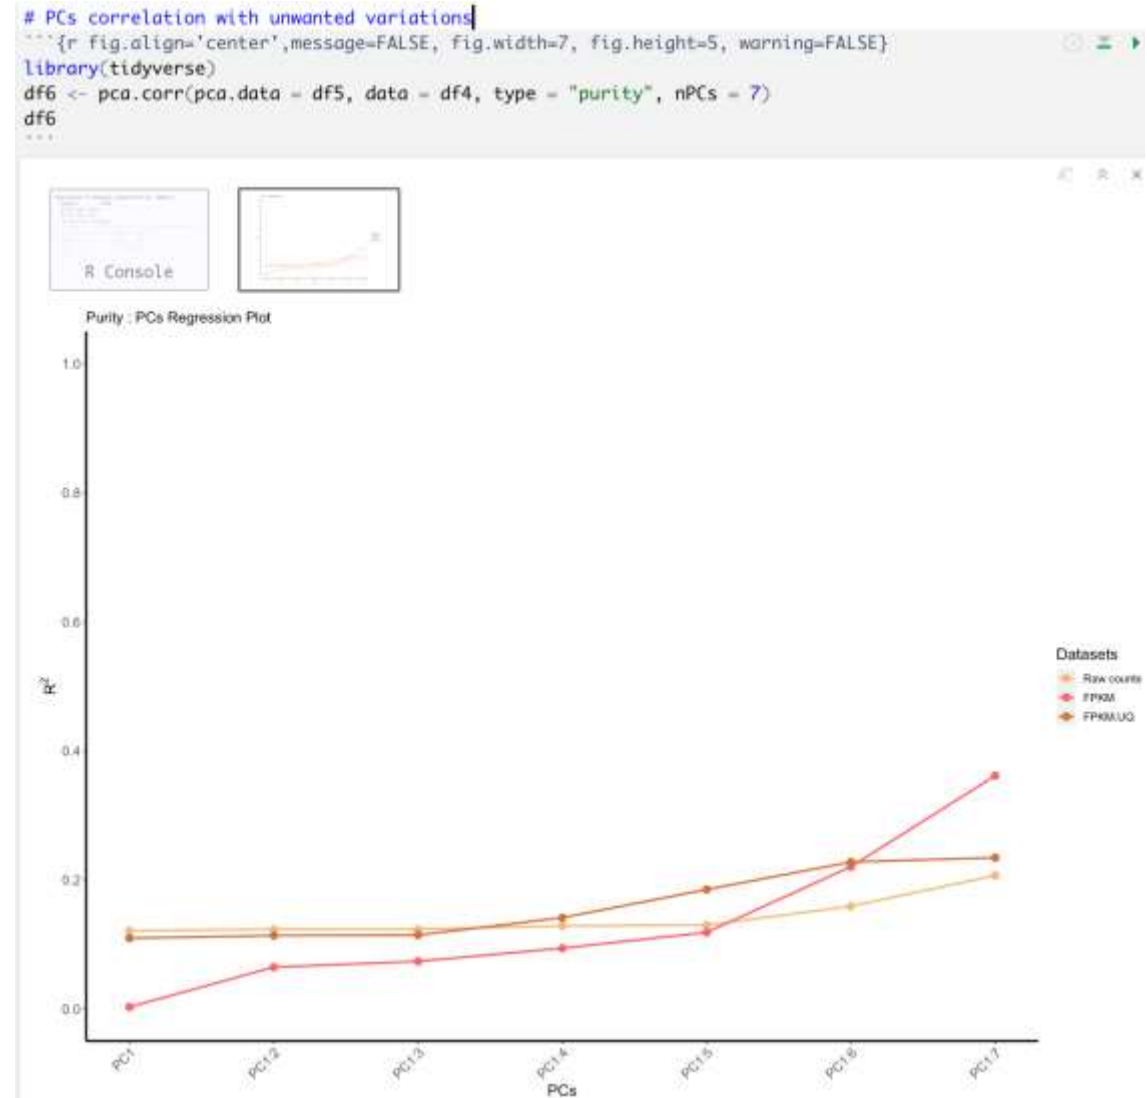 # PCs correlation with unwanted variations
```{r fig.align='center',message=FALSE, fig.width=7, fig.height=5, warning=FALSE}
library(tidyverse)
df6 <- pca.corr(pca.data = df5, data = df4, type = "purity", nPCs = 7)
df6
```
R Console
Purity : PCs Regression Plot
1.0
0.8
0.6
R²
0.4
0.2
0.0
Datasets
Raw counts
FPKM
FPKM.UQ
PC1
PC1:2
PC1:3
PC1:4
PC1:5
PC1:6
PC1:7
PCs